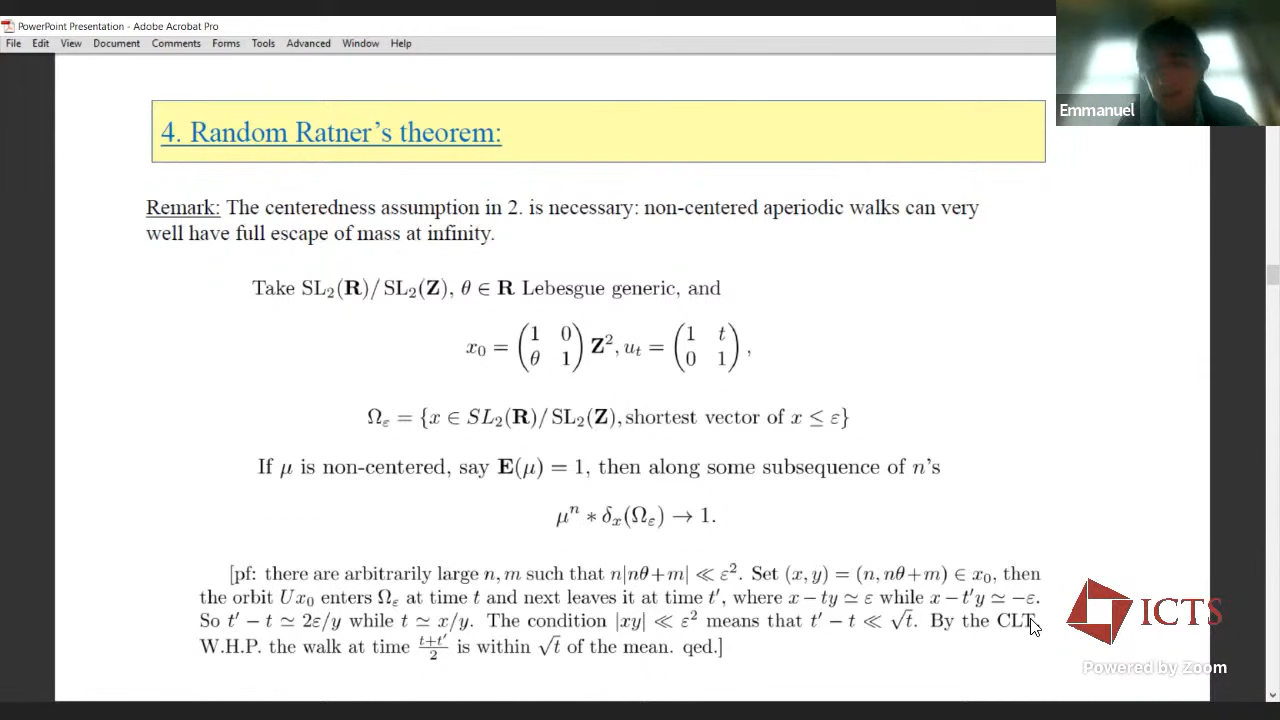 PowerPoint Presentation - Adobe Acrobat Pro
File Edit View Document Comments Forms Tools Advanced Window Help
Emmanuel
4. Random Ratner's theorem:
Remark: The centeredness assumption in 2. is necessary: non-centered aperiodic walks can very
well have full escape of mass at infinity.
Take SL₂(R)/SL₂(Z), θ ∈ R Lebesgue generic, and
x₀ = (1 0
θ 1) Z², uₜ = (1 t
0 1),
Ω_ε = {x ∈ SL₂(R)/SL₂(Z), shortest vector of x ≤ ε}
If μ is non-centered, say E(μ) = 1, then along some subsequence of n's
μⁿ ∗ δₓ(Ω_ε) → 1.
[pf: there are arbitrarily large n, m such that n|nθ+m| ≪ ε². Set (x, y) = (n, nθ+m) ∈ x₀, then
the orbit Ux₀ enters Ω_ε at time t and next leaves it at time t′, where x − ty ≃ ε while x − t′y ≃ −ε.
So t′ − t ≃ 2ε/y while t ≃ x/y. The condition |xy| ≪ ε² means that t′ − t ≪ √t. By the CLT
W.H.P. the walk at time (t+t′)/2 is within √t of the mean. qed.]
ICTS
Powered by Zoom